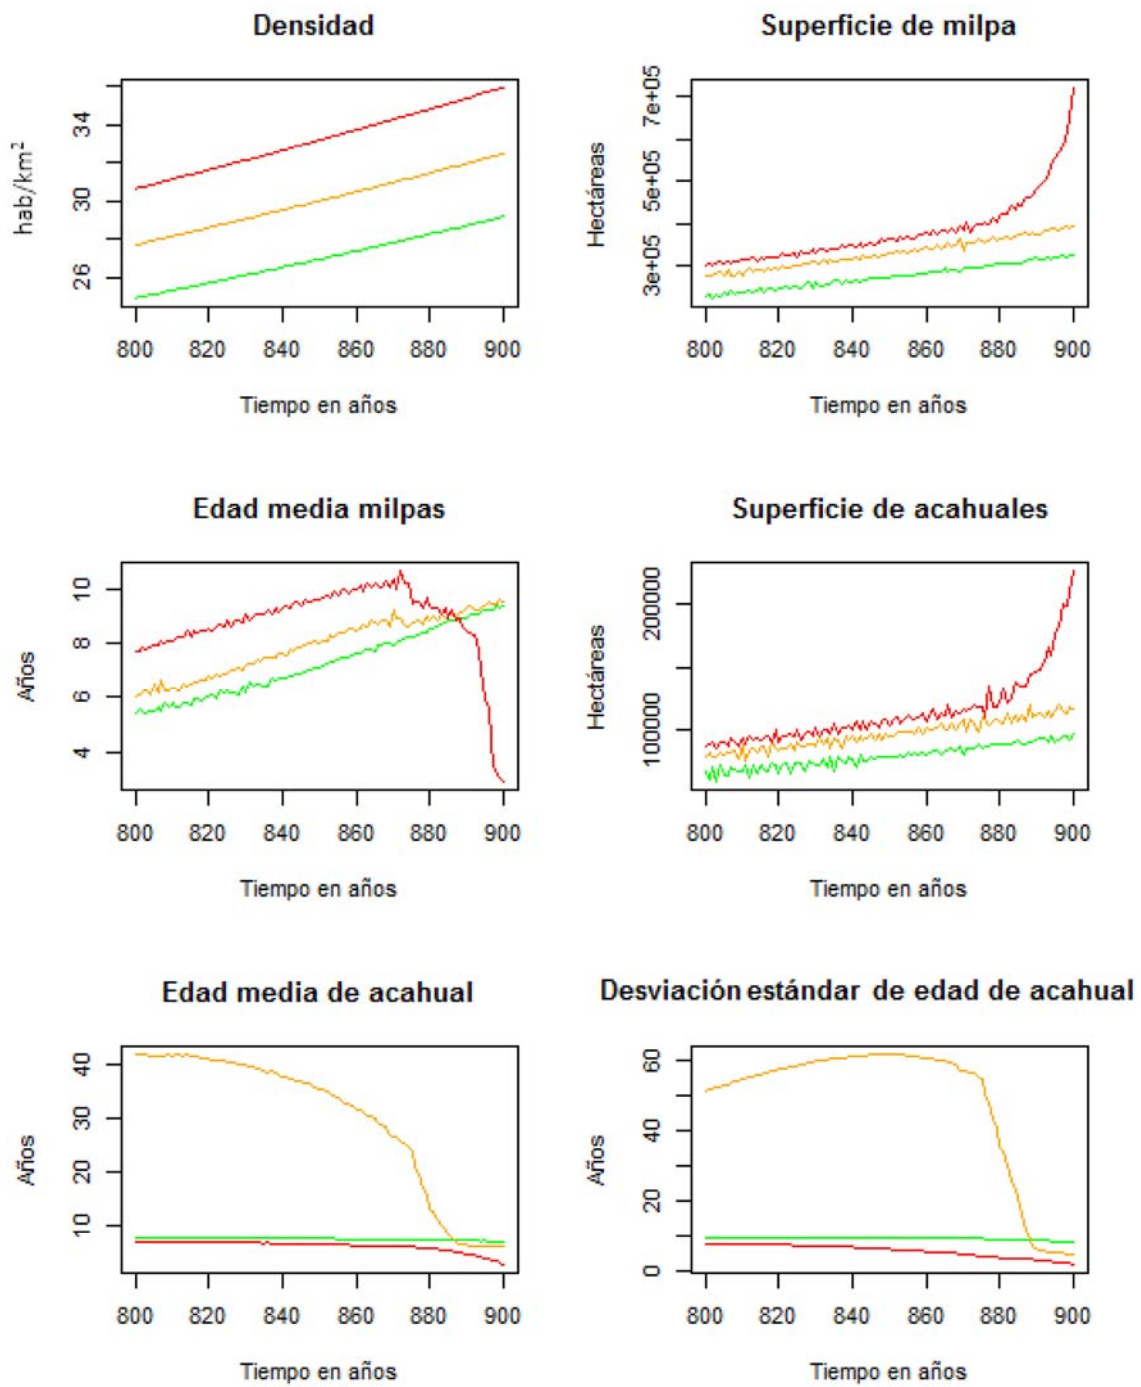 Densidad
hab/km²
34
30
26
800 820 840 860 880 900
Tiempo en años
Superficie de milpa
Hectáreas
7e+05
5e+05
3e+05
800 820 840 860 880 900
Tiempo en años
Edad media milpas
Años
10
8
6
4
800 820 840 860 880 900
Tiempo en años
Superficie de acahuales
Hectáreas
200000
100000
800 820 840 860 880 900
Tiempo en años
Edad media de acahual
Años
40
30
20
10
800 820 840 860 880 900
Tiempo en años
Desviación estándar de edad de acahual
Años
60
40
20
0
800 820 840 860 880 900
Tiempo en años